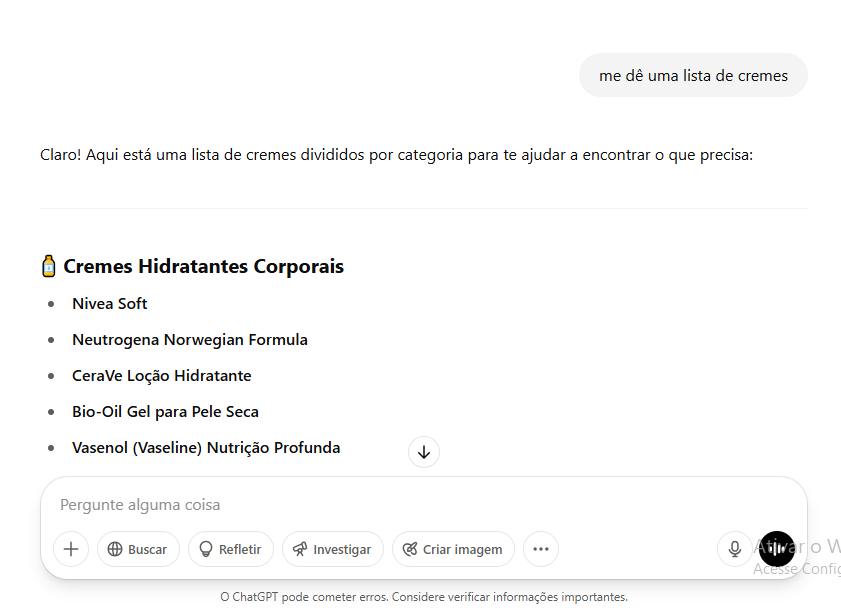 me dê uma lista de cremes
Claro! Aqui está uma lista de cremes divididos por categoria para te ajudar a encontrar o que precisa:
Cremes Hidratantes Corporais
Nivea Soft
Neutrogena Norwegian Formula
CeraVe Loção Hidratante
Bio-Oil Gel para Pele Seca
Vasenol (Vaseline) Nutrição Profunda
Pergunte alguma coisa
Buscar Refletir Investigar Criar imagem
Ativar o W
Acesse Config
O ChatGPT pode cometer erros. Considere verificar informações importantes.